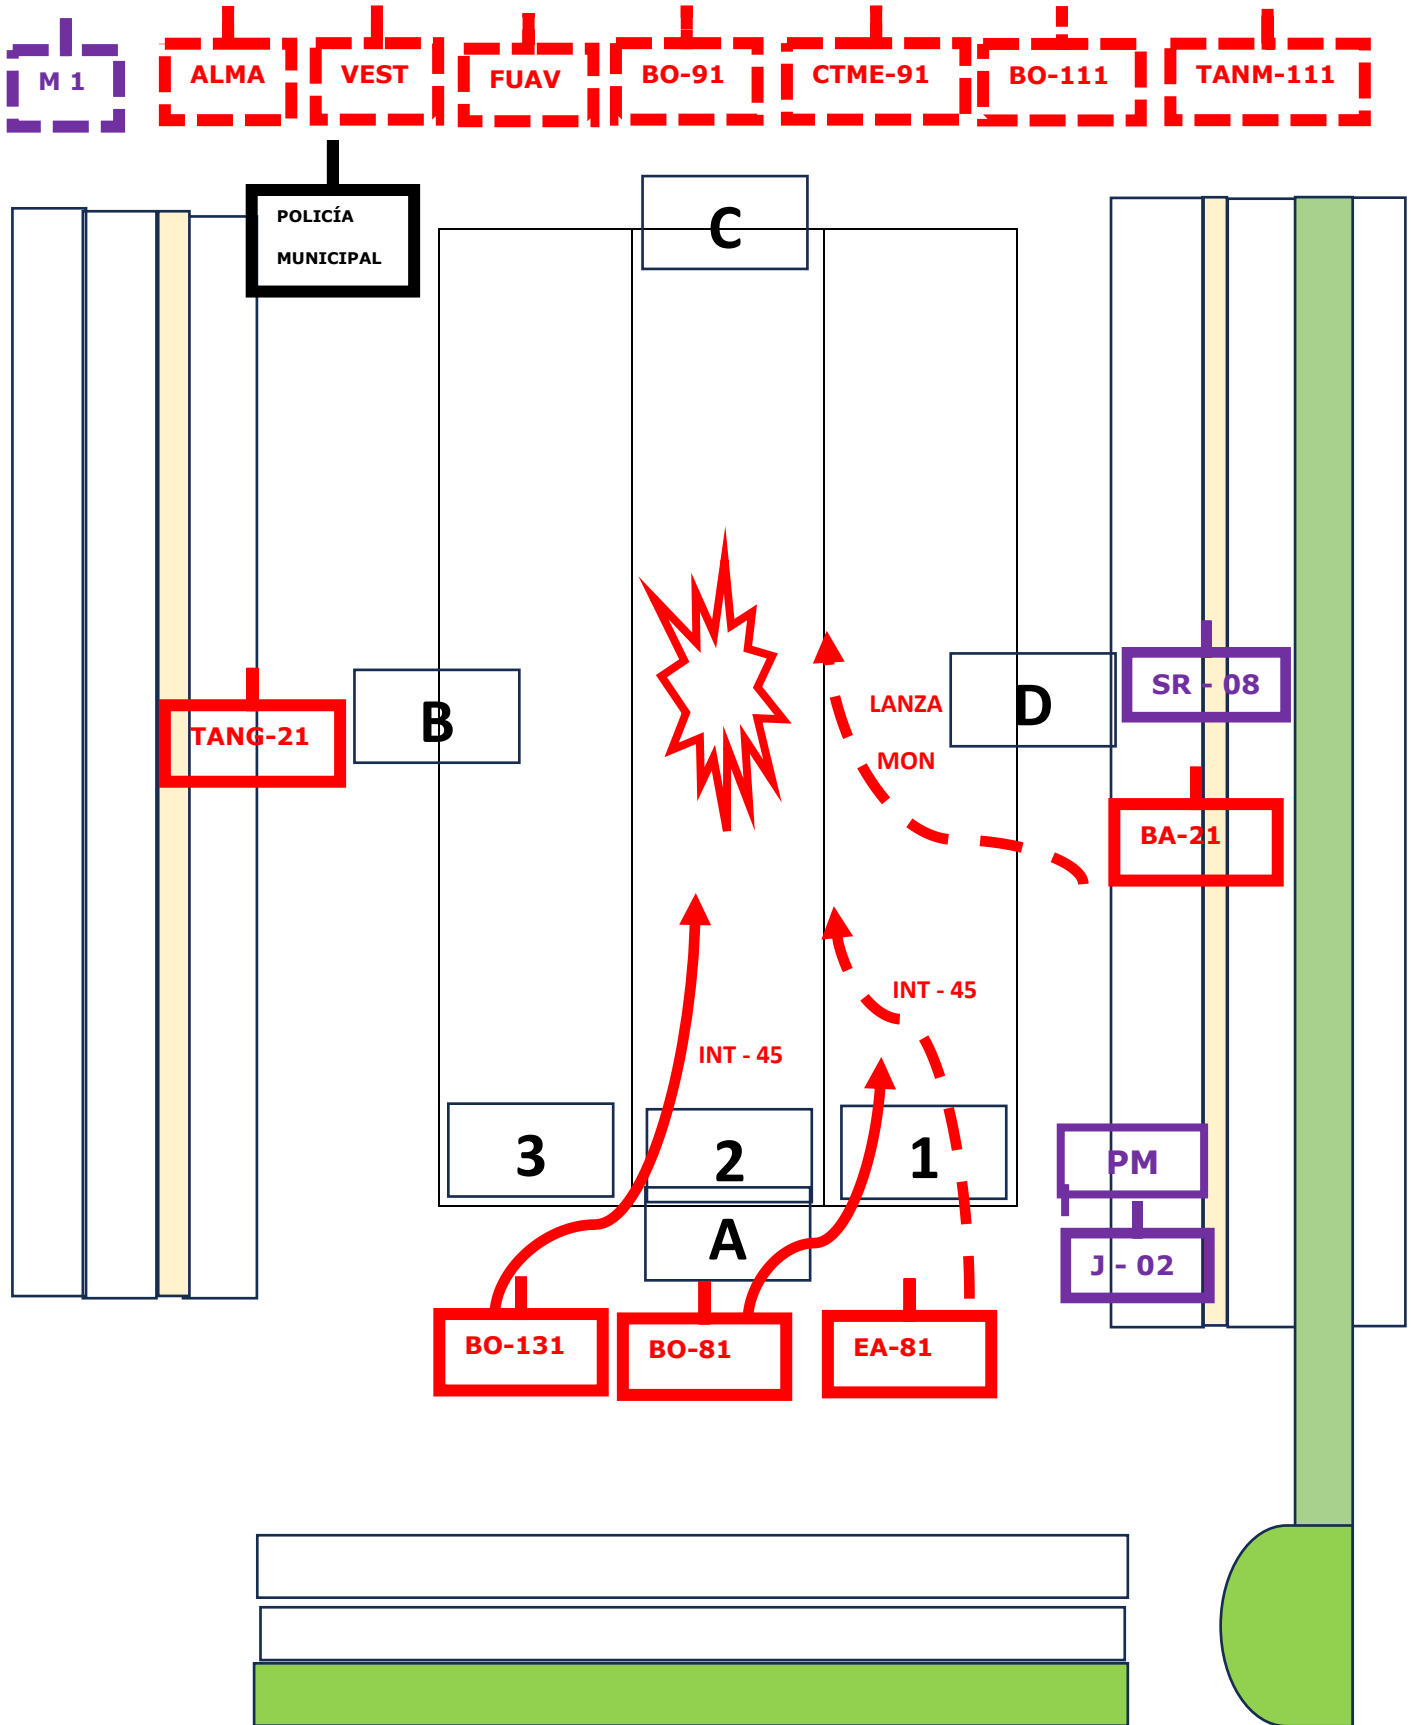 M 1
ALMA
VEST
FUAV
BO-91
CTME-91
BO-111
TANM-111
POLICÍA
MUNICIPAL
C
SR - 08
LANZA
D
B
TANG-21
MON
BA-21
INT - 45
INT - 45
3
2
1
PM
A
J - 02
BO-131
BO-81
EA-81